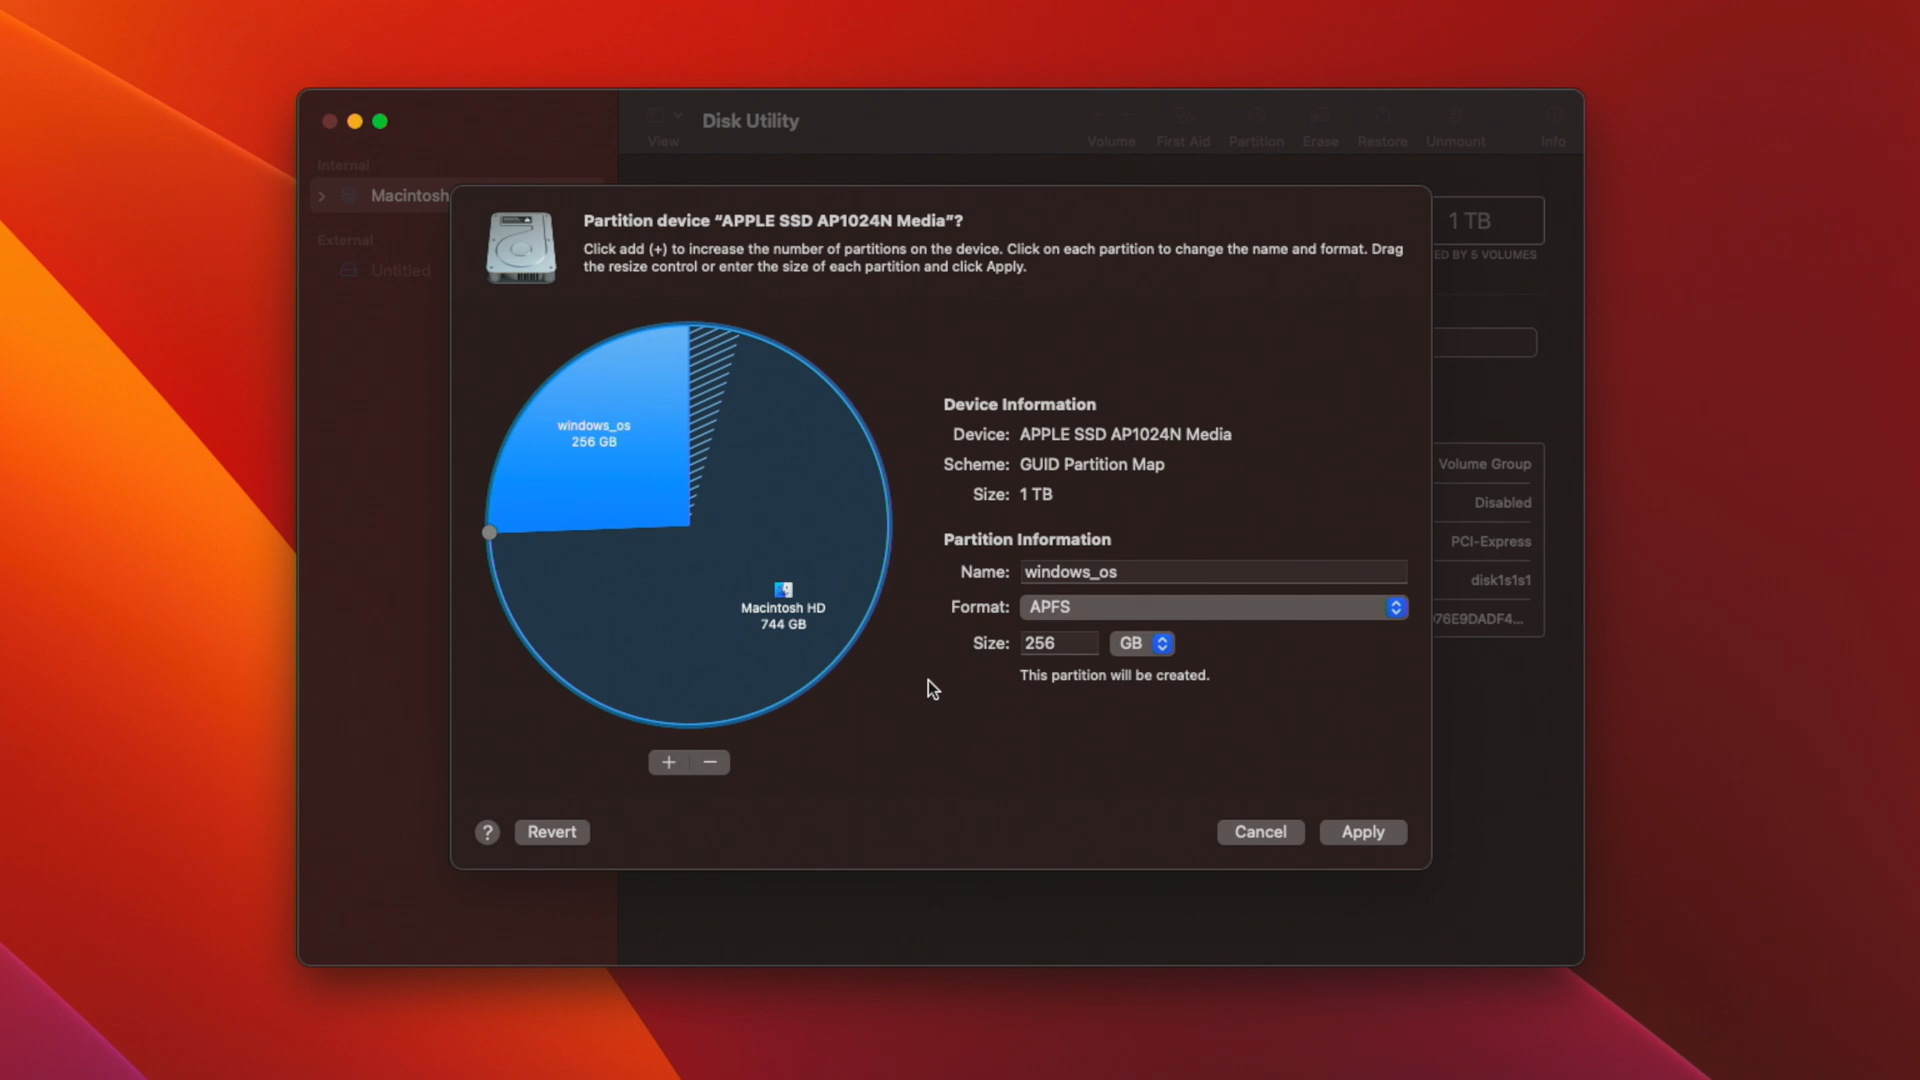 Disk Utility
View
Volume
First Aid
Partition
Erase
Restore
Unmount
Info
Internal
Macintosh
External
Untitled
1 TB
ED BY 5 VOLUMES
Partition device “APPLE SSD AP1024N Media”?
Click add (+) to increase the number of partitions on the device. Click on each partition to change the name and format. Drag
the resize control or enter the size of each partition and click Apply.
windows_os
256 GB
Macintosh HD
744 GB
Device Information
Device: APPLE SSD AP1024N Media
Scheme: GUID Partition Map
Size: 1 TB
Partition Information
Name: windows_os
Format: APFS
Size: 256 GB
This partition will be created.
Volume Group
Disabled
PCI-Express
disk1s1s1
76E9DADF4...
+ −
? Revert
Cancel
Apply